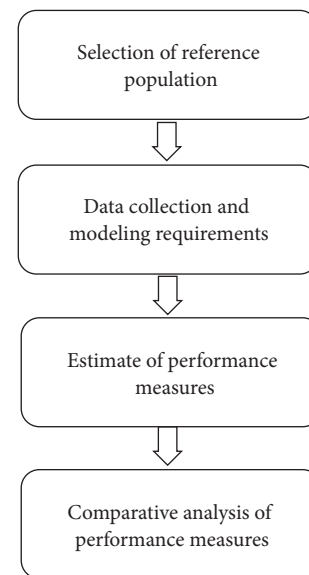 Selection of reference
population
Data collection and
modeling requirements
Estimate of performance
measures
Comparative analysis of
performance measures